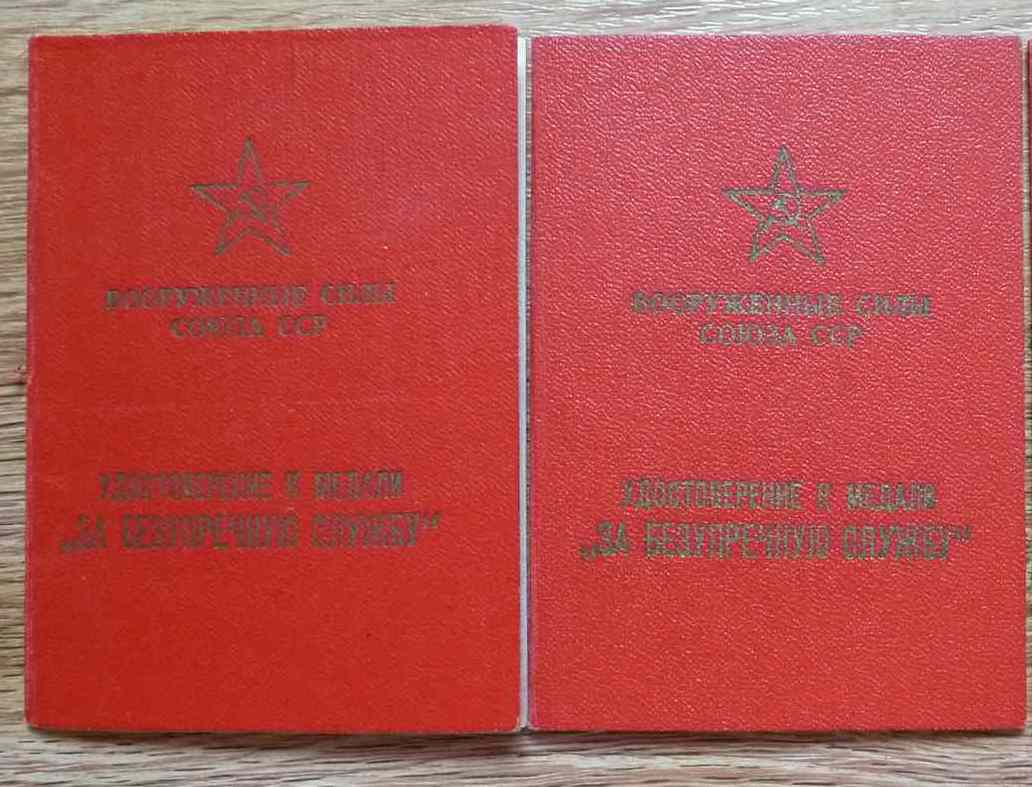 ВООРУЖЕННЫЕ СИЛЫ
СОЮЗА ССР
УДОСТОВЕРЕНИЕ К МЕДАЛИ
„ЗА БЕЗУПРЕЧНУЮ СЛУЖБУ“
ВООРУЖЕННЫЕ СИЛЫ
СОЮЗА ССР
УДОСТОВЕРЕНИЕ К МЕДАЛИ
„ЗА БЕЗУПРЕЧНУЮ СЛУЖБУ“